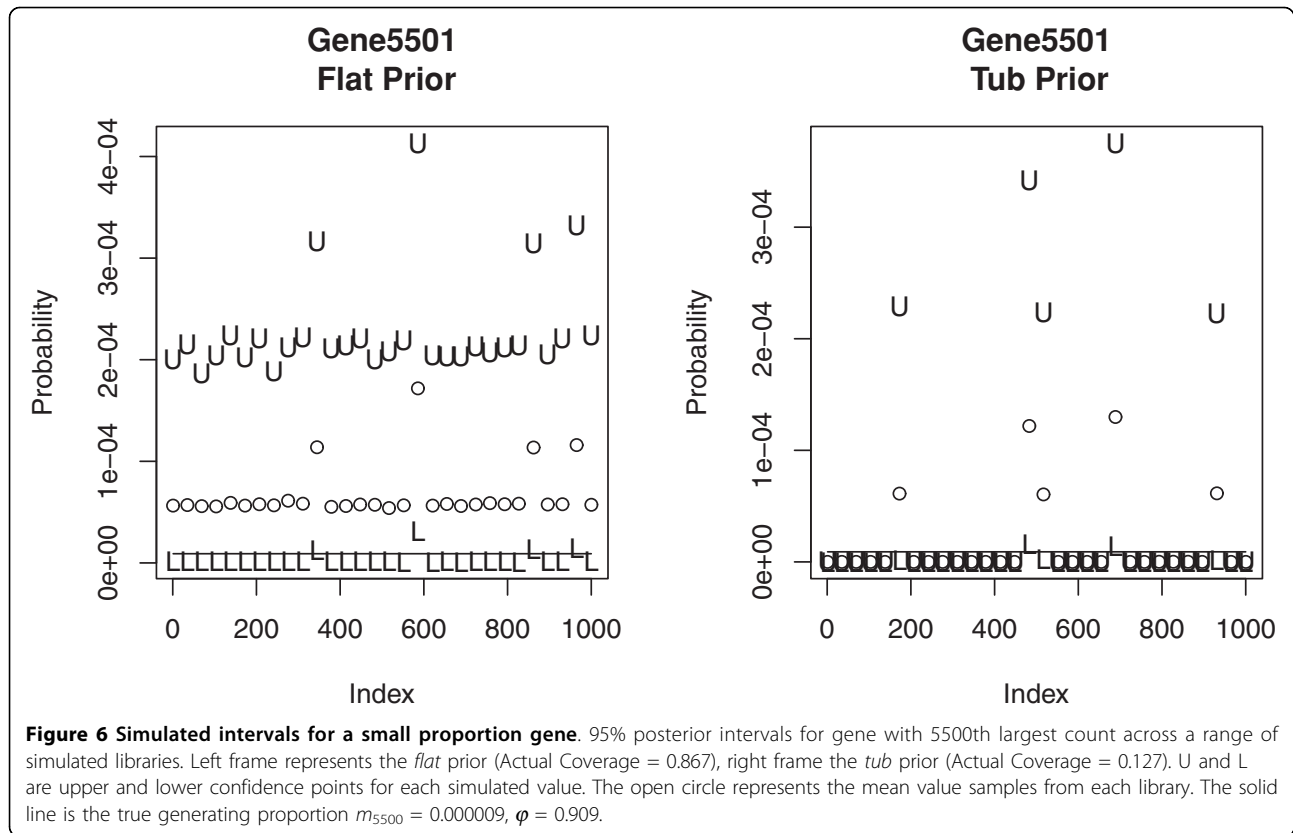 Gene5501
Flat Prior
Probability
0e+00 1e−04 2e−04 3e−04 4e−04
U U U U U U U U U U U U U U U U U U U U U U U U U U U U U U
L L L L L L L L L L L L L L L L L L L L L L L L L L L L L L
0 200 400 600 800 1000
Index
Gene5501
Tub Prior
Probability
0e+00 1e−04 2e−04 3e−04
U U U U U
0 200 400 600 800 1000
Index
Figure 6 Simulated intervals for a small proportion gene. 95% posterior intervals for gene with 5500th largest count across a range of
simulated libraries. Left frame represents the flat prior (Actual Coverage = 0.867), right frame the tub prior (Actual Coverage = 0.127). U and L
are upper and lower confidence points for each simulated value. The open circle represents the mean value samples from each library. The solid
line is the true generating proportion m5500 = 0.000009, φ = 0.909.